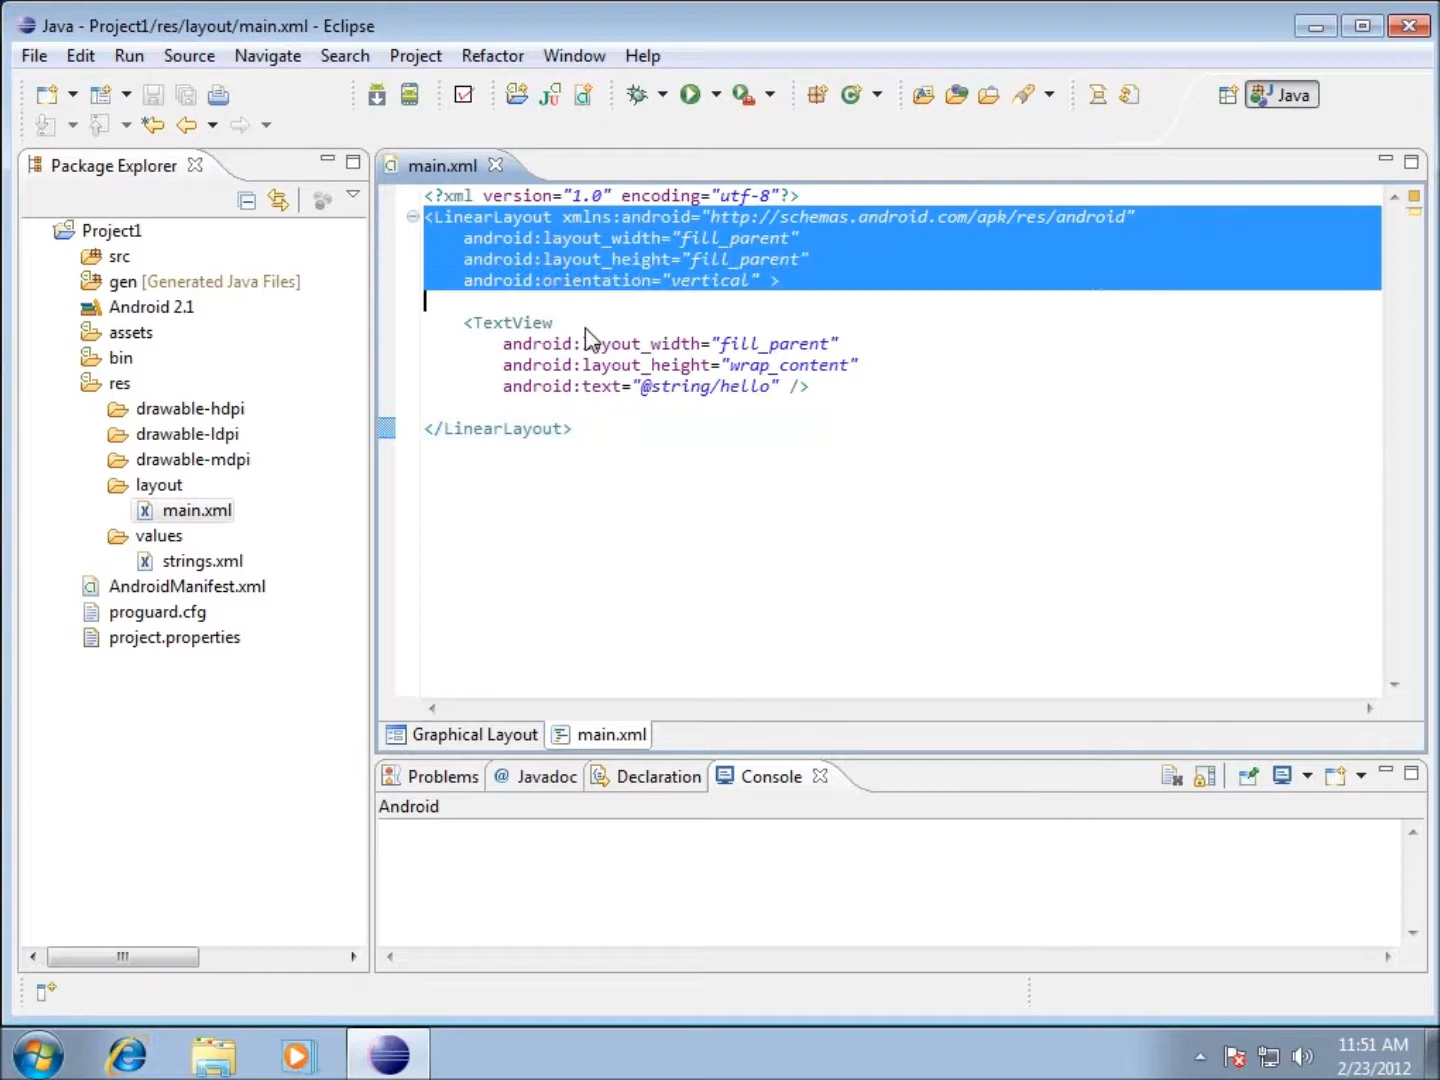 Java - Project1/res/layout/main.xml - Eclipse
File Edit Run Source Navigate Search Project Refactor Window Help
Java
Package Explorer
Project1
src
gen [Generated Java Files]
Android 2.1
assets
bin
res
drawable-hdpi
drawable-ldpi
drawable-mdpi
layout
main.xml
values
strings.xml
AndroidManifest.xml
proguard.cfg
project.properties
main.xml
<?xml version="1.0" encoding="utf-8"?>
<LinearLayout xmlns:android="http://schemas.android.com/apk/res/android"
android:layout_width="fill_parent"
android:layout_height="fill_parent"
android:orientation="vertical" >
<TextView
android:layout_width="fill_parent"
android:layout_height="wrap_content"
android:text="@string/hello" />
</LinearLayout>
Graphical Layout main.xml
Problems @ Javadoc Declaration Console
Android
11:51 AM
2/23/2012